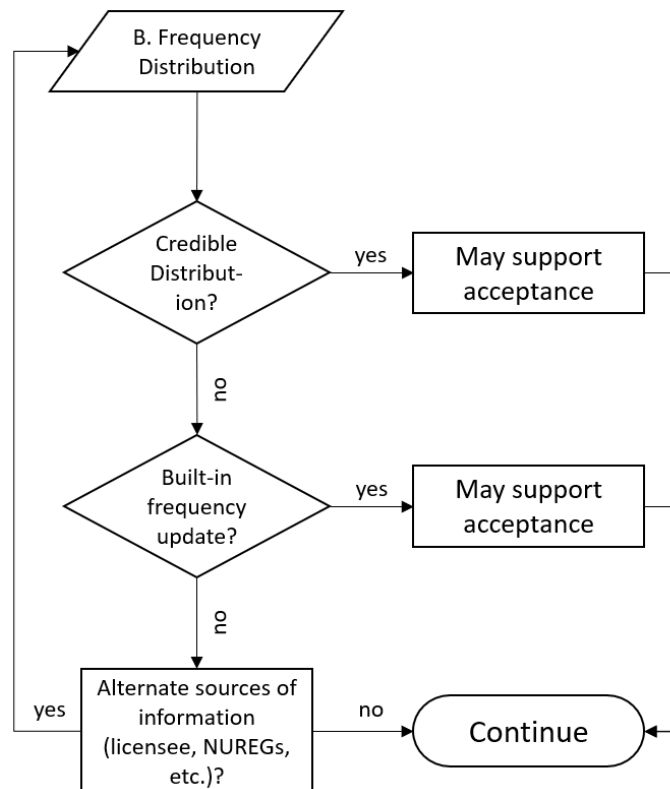 B. Frequency
Distribution
Credible
Distribut-
ion?
yes
May support
acceptance
no
Built-in
frequency
update?
yes
May support
acceptance
no
Alternate sources of
information
(licensee, NUREGs,
etc.)?
yes
no
Continue